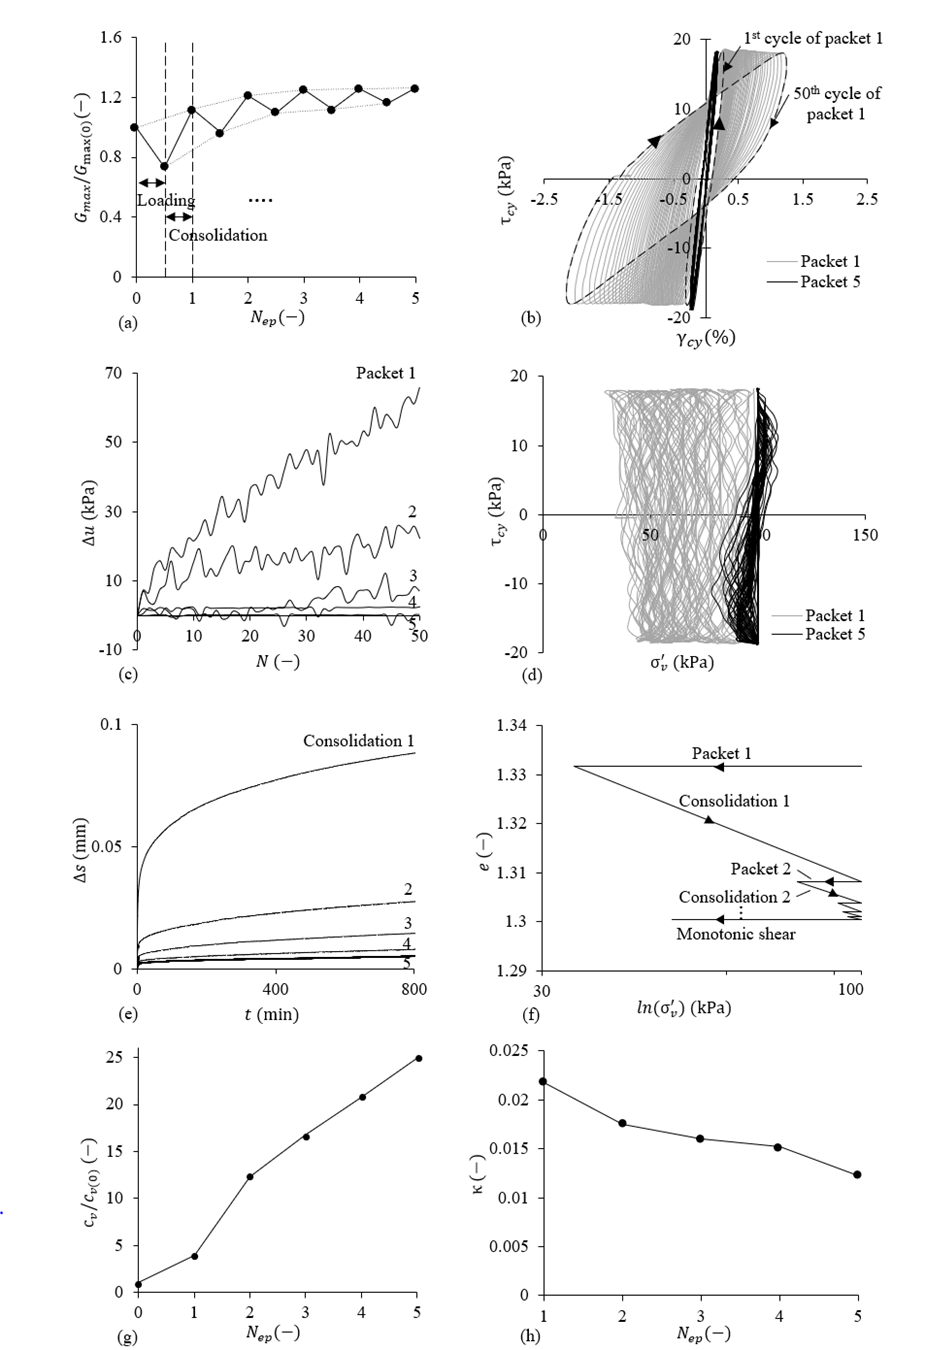 1.6
1.2
0.8
0.4
0
G_max/G_max(0) (−)
Loading
Consolidation
....
0 1 2 3 4 5
N_ep(−)
(a)
20
10
0
-10
-20
τ_cy (kPa)
1st cycle of packet 1
50th cycle of
packet 1
-2.5 -1.5 -0.5 0.5 1.5 2.5
Packet 1
Packet 5
γ_cy(%)
(b)
70
50
30
10
-10
Δu (kPa)
Packet 1
2
3
4
5
0 10 20 30 40 50
N (−)
(c)
20
10
0
-10
-20
τ_cy (kPa)
0 50 150
Packet 1
Packet 5
σ′_v (kPa)
(d)
0.1
0.05
0
Δs (mm)
Consolidation 1
2
3
4
5
0 400 800
t (min)
(e)
1.34
1.33
1.32
1.31
1.3
1.29
e (−)
Packet 1
Consolidation 1
Packet 2
Consolidation 2
Monotonic shear
30 100
ln(σ′_v) (kPa)
(f)
25
20
15
10
5
0
c_v/c_v(0) (−)
0 1 2 3 4 5
N_ep(−)
(g)
0.025
0.02
0.015
0.01
0.005
0
κ (−)
1 2 3 4 5
N_ep(−)
(h)